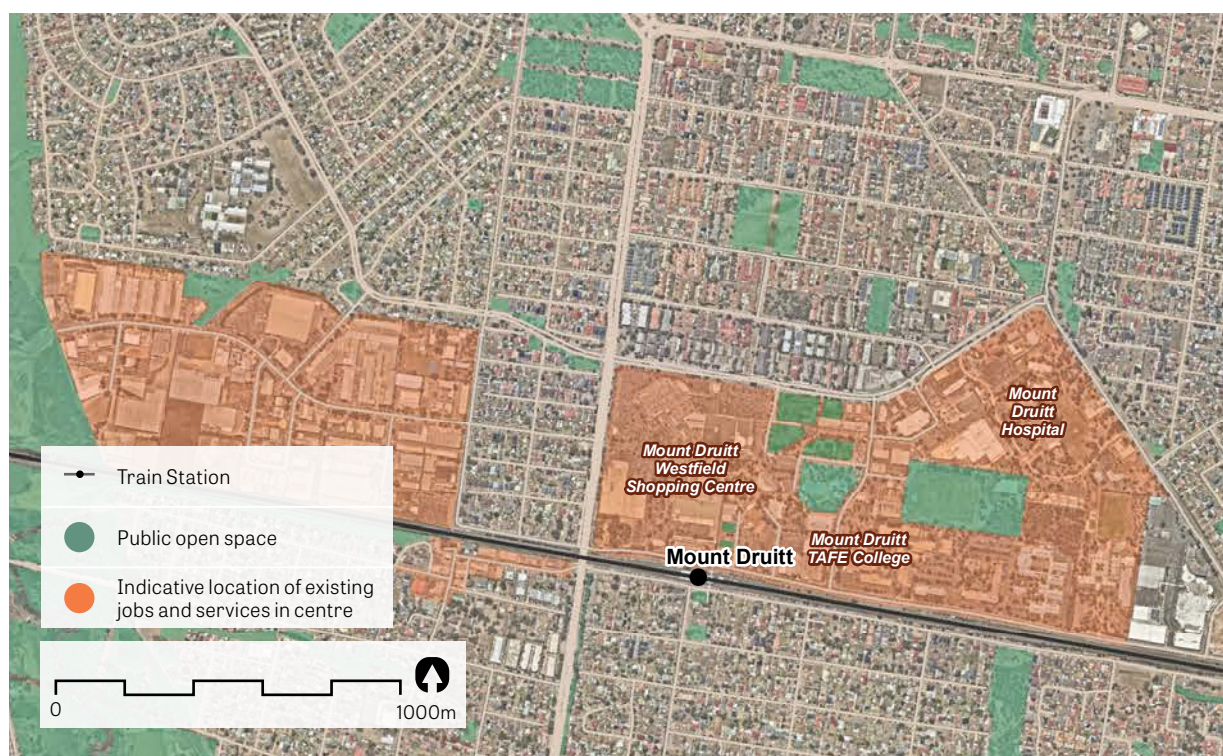 Mount
Druitt
Hospital
Mount Druitt
Westfield
Shopping Centre
Mount Druitt
TAFE College
Mount Druitt
Train Station
Public open space
Indicative location of existing
jobs and services in centre
0
1000m